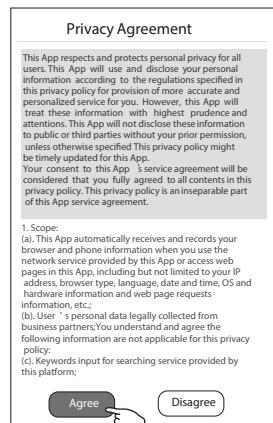 Privacy Agreement
This App respects and protects personal privacy for all
users. This App will use and disclose your personal
information according to the regulations specified in
this privacy policy for provision of more accurate and
personalized service for you. However, this App will
treat these information with highest prudence and
attentions. This App will not disclose these information
to public or third parties without your prior permission,
unless otherwise specified This privacy policy might
be timely updated for this App.
Your consent to this App 's service agreement will be
considered that you fully agreed to all contents in this
privacy policy. This privacy policy is an inseparable part
of this App service agreement.
1. Scope:
(a). This App automatically receives and records your
browser and phone information when you use the
network service provided by this App or access web
pages in this App, including but not limited to your IP
address, browser type, language, date and time, OS and
hardware information and web page requests
information, etc.;
(b). User ' s personal data legally collected from
business partners;You understand and agree the
following information are not applicable for this privacy
policy:
(c). Keywords input for searching service provided by
this platform;
Agree Disagree